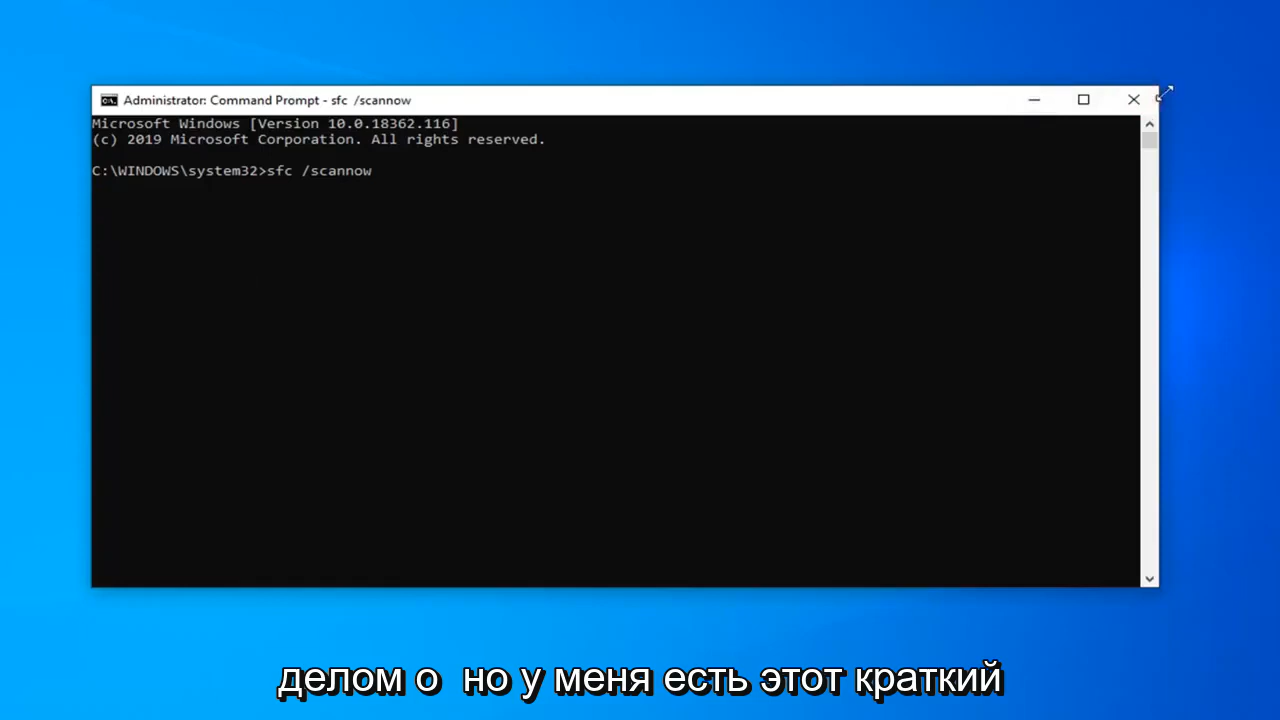 Administrator: Command Prompt - sfc /scannow
Microsoft Windows [Version 10.0.18362.116]
(c) 2019 Microsoft Corporation. All rights reserved.
C:\WINDOWS\system32>sfc /scannow
делом о но у меня есть этот краткий